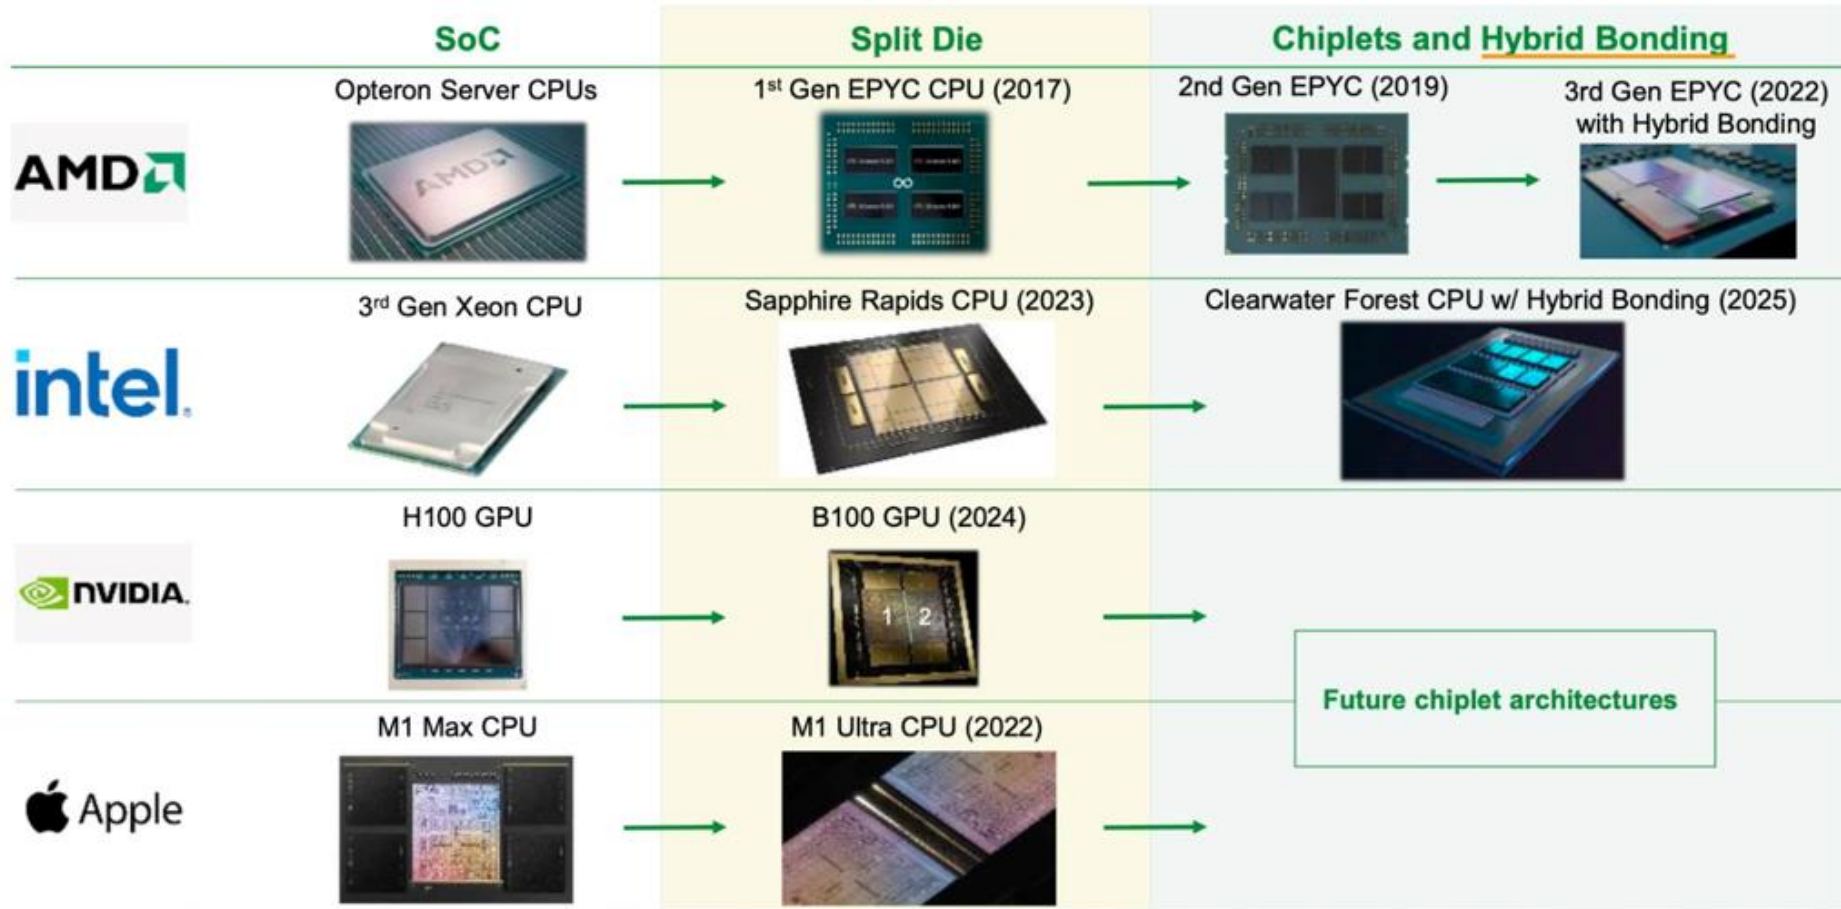 SoC
Split Die
Chiplets and Hybrid Bonding
AMD
Opteron Server CPUs
AMD
1st Gen EPYC CPU (2017)
∞
2nd Gen EPYC (2019)
3rd Gen EPYC (2022)
with Hybrid Bonding
intel.
3rd Gen Xeon CPU
Sapphire Rapids CPU (2023)
Clearwater Forest CPU w/ Hybrid Bonding (2025)
NVIDIA.
H100 GPU
B100 GPU (2024)
1 2
Future chiplet architectures
Apple
M1 Max CPU
M1 Ultra CPU (2022)